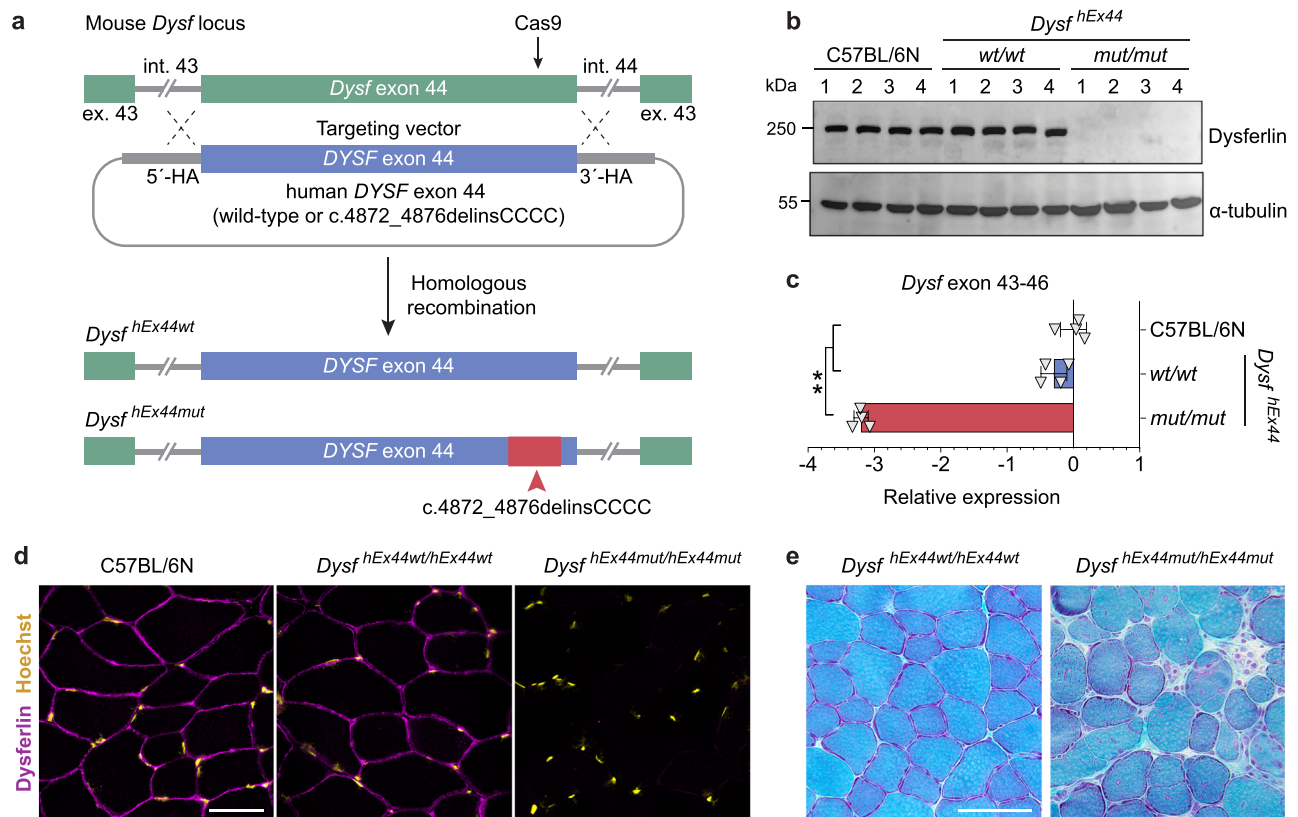 a
Mouse Dysf locus
Cas9
int. 43
int. 44
Dysf exon 44
ex. 43
ex. 43
Targeting vector
DYSF exon 44
5´-HA
3´-HA
human DYSF exon 44
(wild-type or c.4872_4876delinsCCCC)
Homologous
recombination
Dysf hEx44wt
DYSF exon 44
Dysf hEx44mut
DYSF exon 44
c.4872_4876delinsCCCC
b
Dysf hEx44
C57BL/6N wt/wt mut/mut
kDa 1 2 3 4 1 2 3 4 1 2 3 4
250 Dysferlin
55 α-tubulin
c
Dysf exon 43-46
C57BL/6N
wt/wt
mut/mut
Dysf hEx44
**
-4 -3 -2 -1 0 1
Relative expression
d
C57BL/6N Dysf hEx44wt/hEx44wt Dysf hEx44mut/hEx44mut
Dysferlin Hoechst
e
Dysf hEx44wt/hEx44wt Dysf hEx44mut/hEx44mut